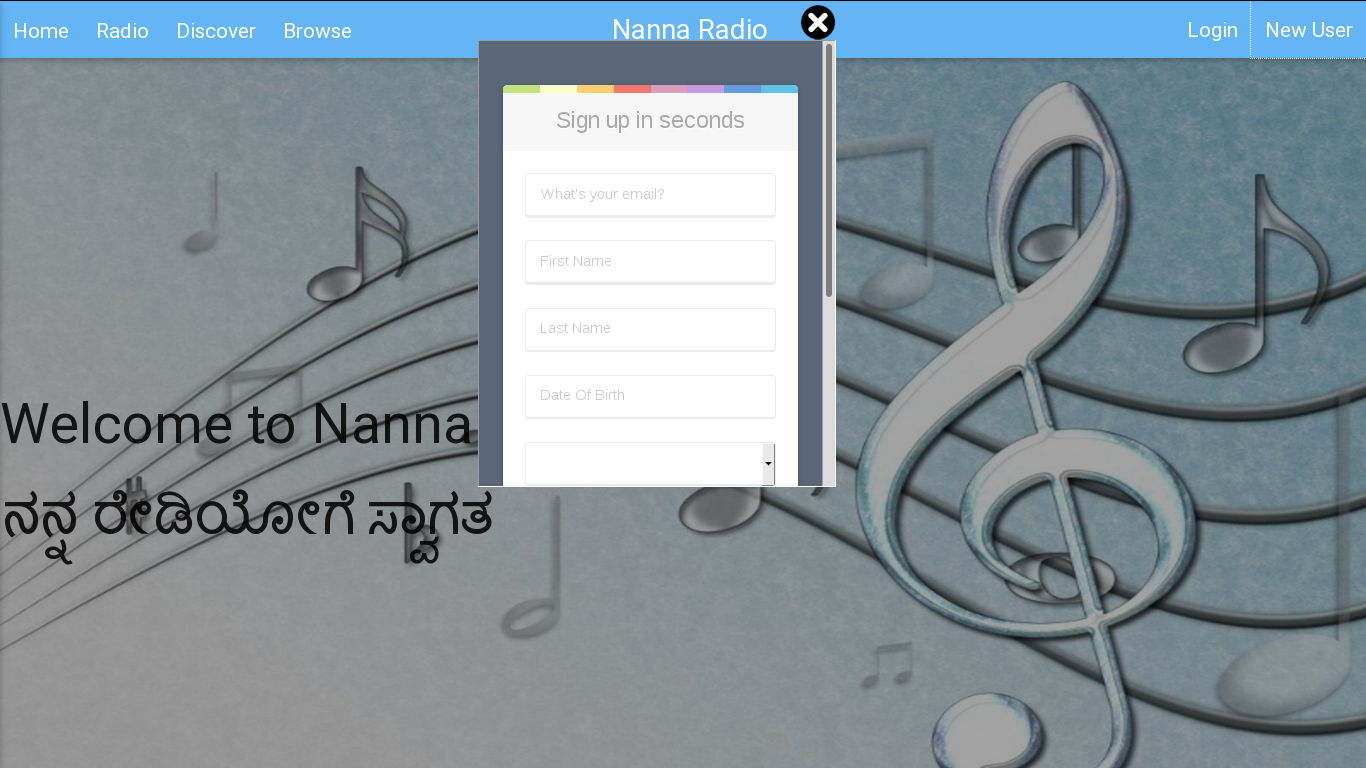 Home Radio Discover Browse Nanna Radio Login New User
Sign up in seconds
What's your email?
First Name
Last Name
Date Of Birth
Welcome to Nanna
ನನ್ನ ರೇಡಿಯೋಗೆ ಸ್ವಾಗತ